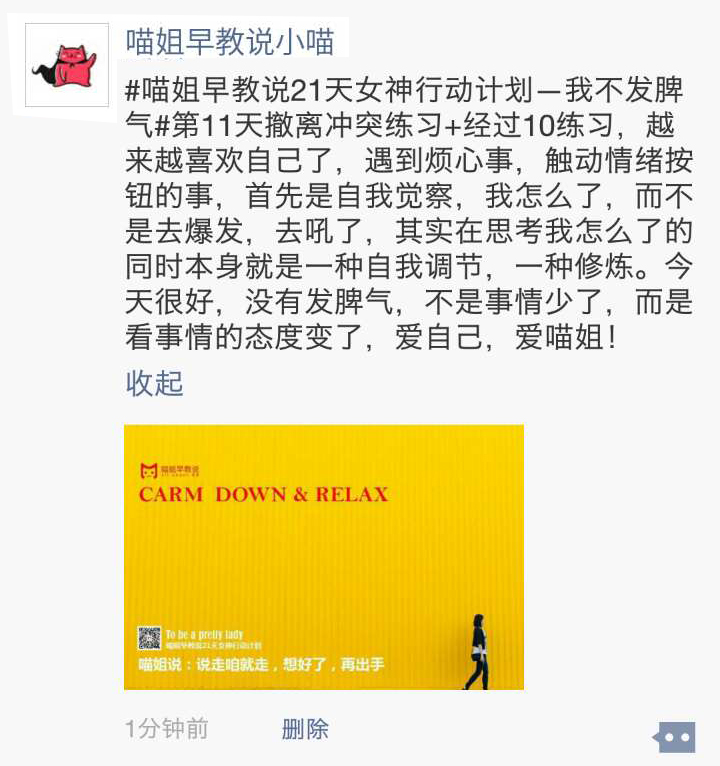 喵姐早教说小喵
#喵姐早教说21天女神行动计划—我不发脾
气#第11天撤离冲突练习+经过10练习，越
来越喜欢自己了，遇到烦心事，触动情绪按
钮的事，首先是自我觉察，我怎么了，而不
是去爆发，去吼了，其实在思考我怎么了的
同时本身就是一种自我调节，一种修炼。今
天很好，没有发脾气，不是事情少了，而是
看事情的态度变了，爱自己，爱喵姐！
收起
喵姐早教说
CARM DOWN & RELAX
To be a pretty lady
喵姐早教说21天女神行动计划
喵姐说：说走咱就走，想好了，再出手
1分钟前 删除